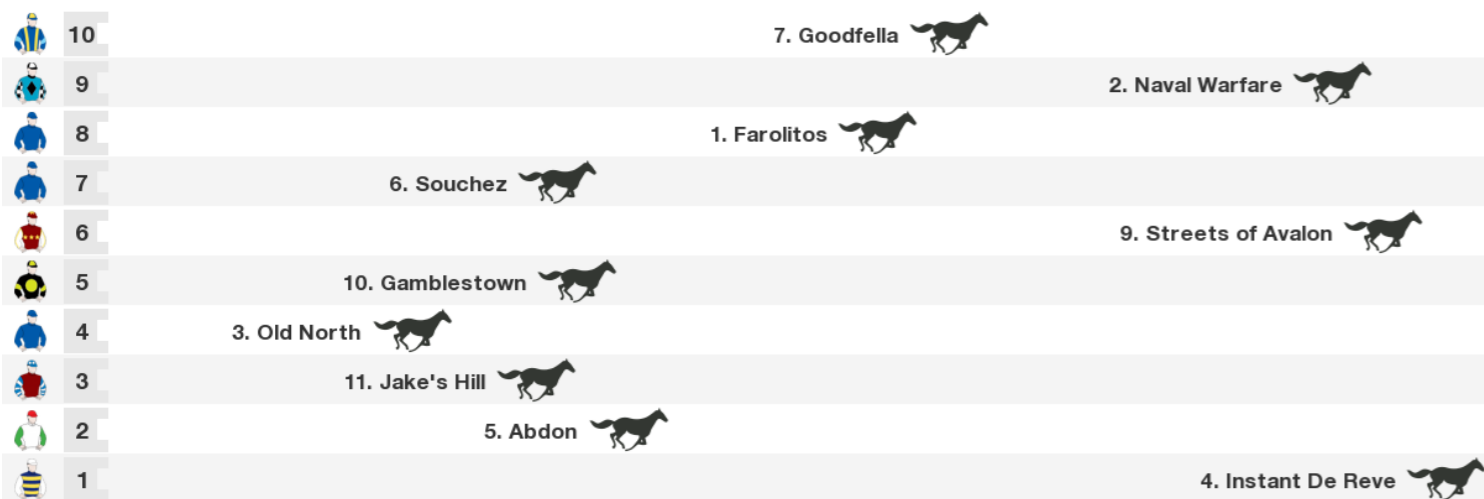 10 7. Goodfella
9 2. Naval Warfare
8 1. Farolitos
7 6. Souchez
6 9. Streets of Avalon
5 10. Gamblestown
4 3. Old North
3 11. Jake's Hill
2 5. Abdon
1 4. Instant De Reve